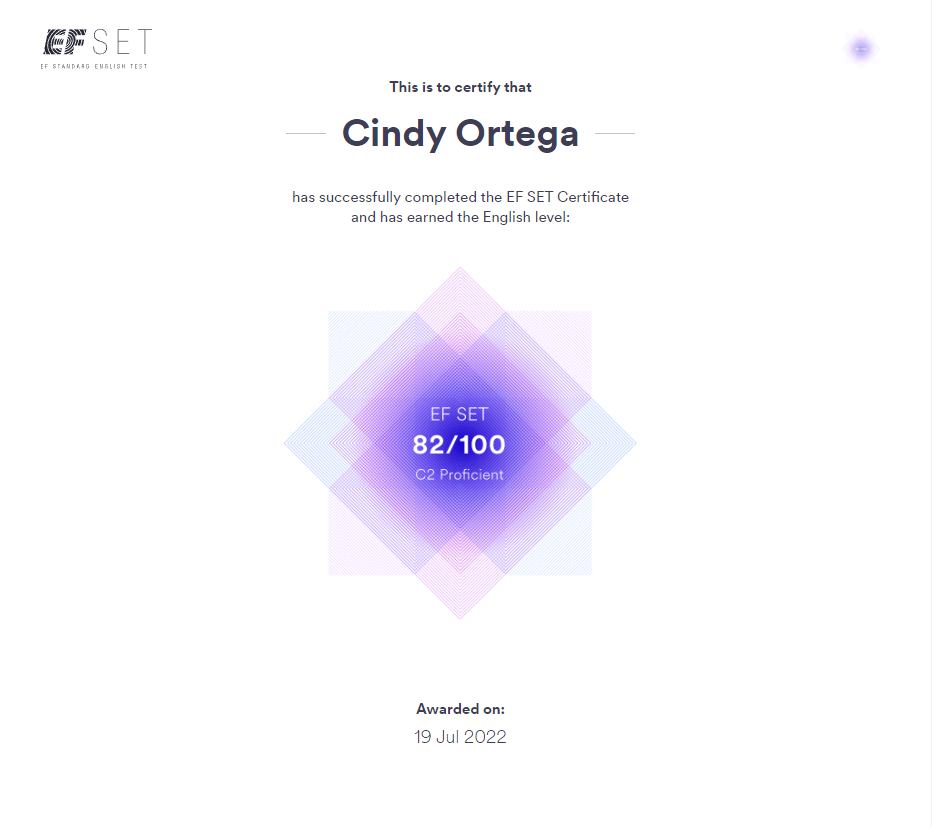 EF SET
EF STANDARD ENGLISH TEST
This is to certify that
Cindy Ortega
has successfully completed the EF SET Certificate
and has earned the English level:
EF SET
82/100
C2 Proficient
Awarded on:
19 Jul 2022